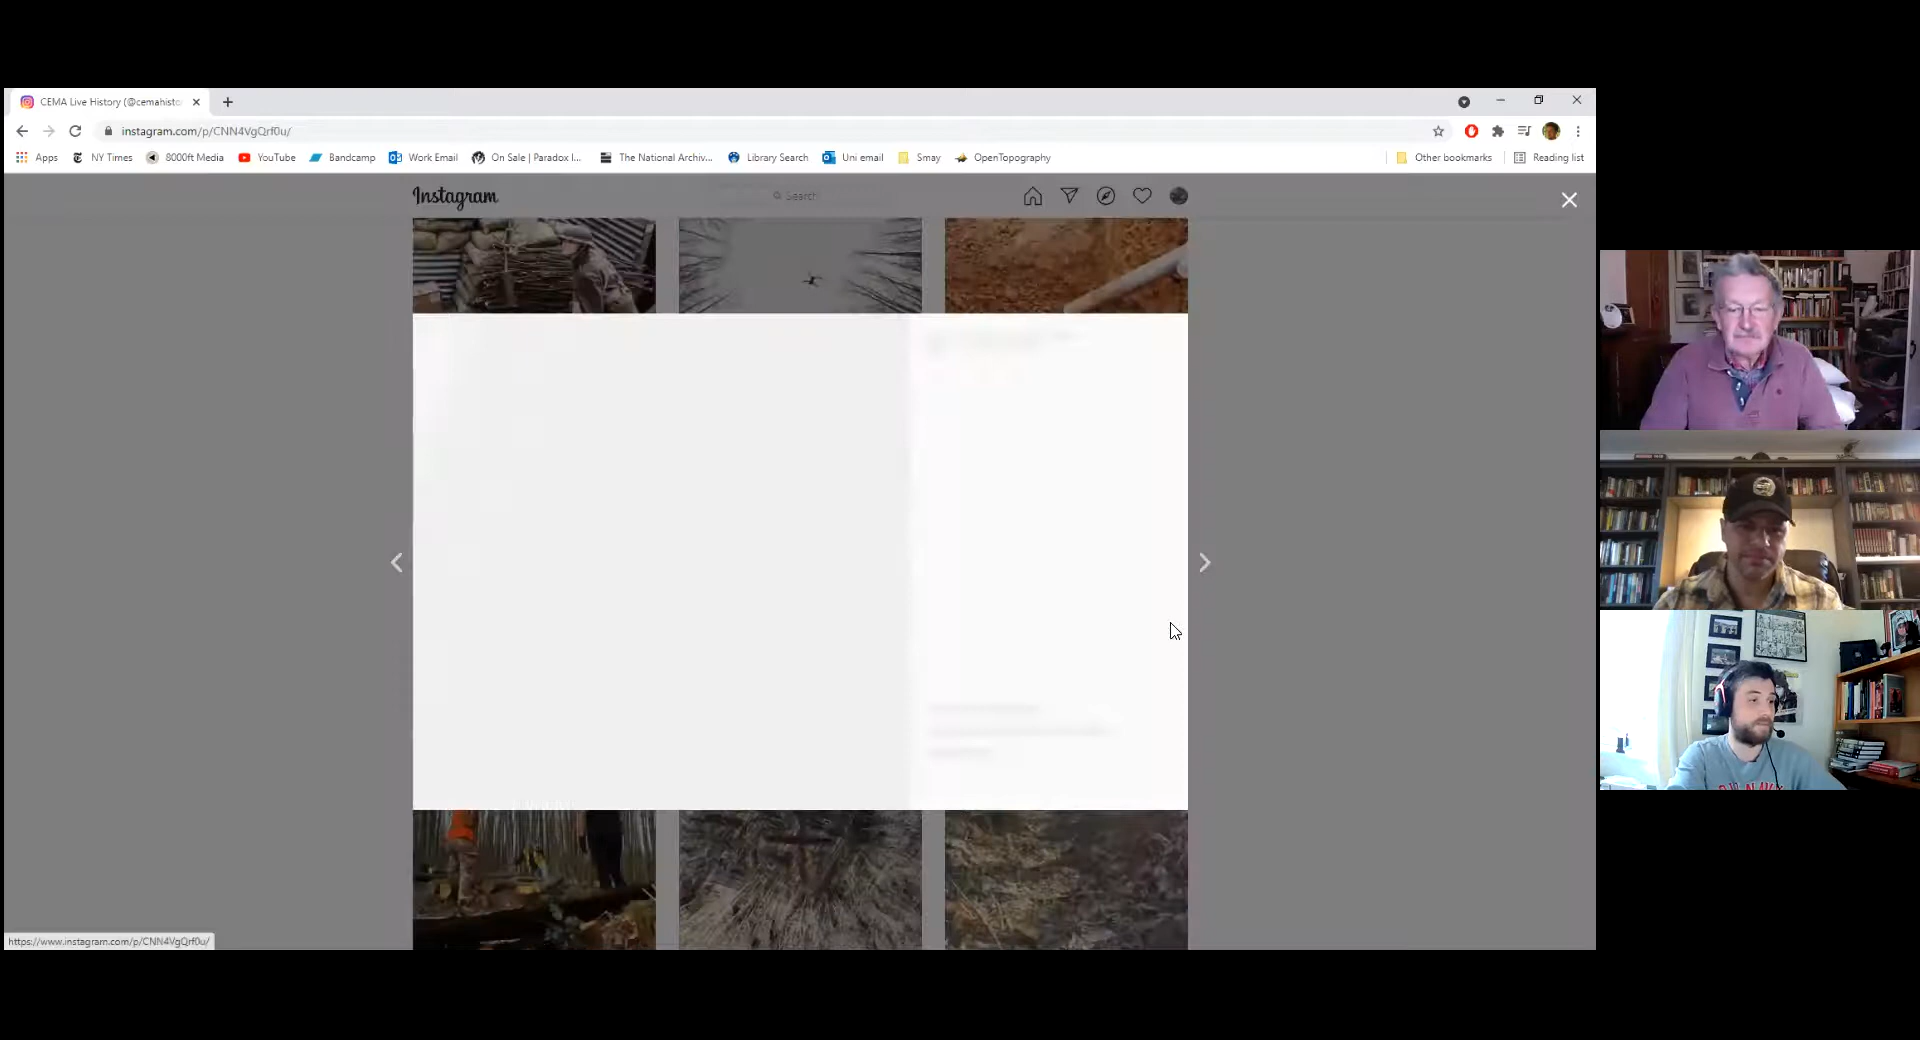 CEMA Live History (@cemahisto
instagram.com/p/CNN4VgQrf0u/
Apps NY Times 8000ft Media YouTube Bandcamp Work Email On Sale | Paradox I... The National Archiv... Library Search Uni email Smay OpenTopography Other bookmarks Reading list
Instagram Search
https://www.instagram.com/p/CNN4VgQrf0u/